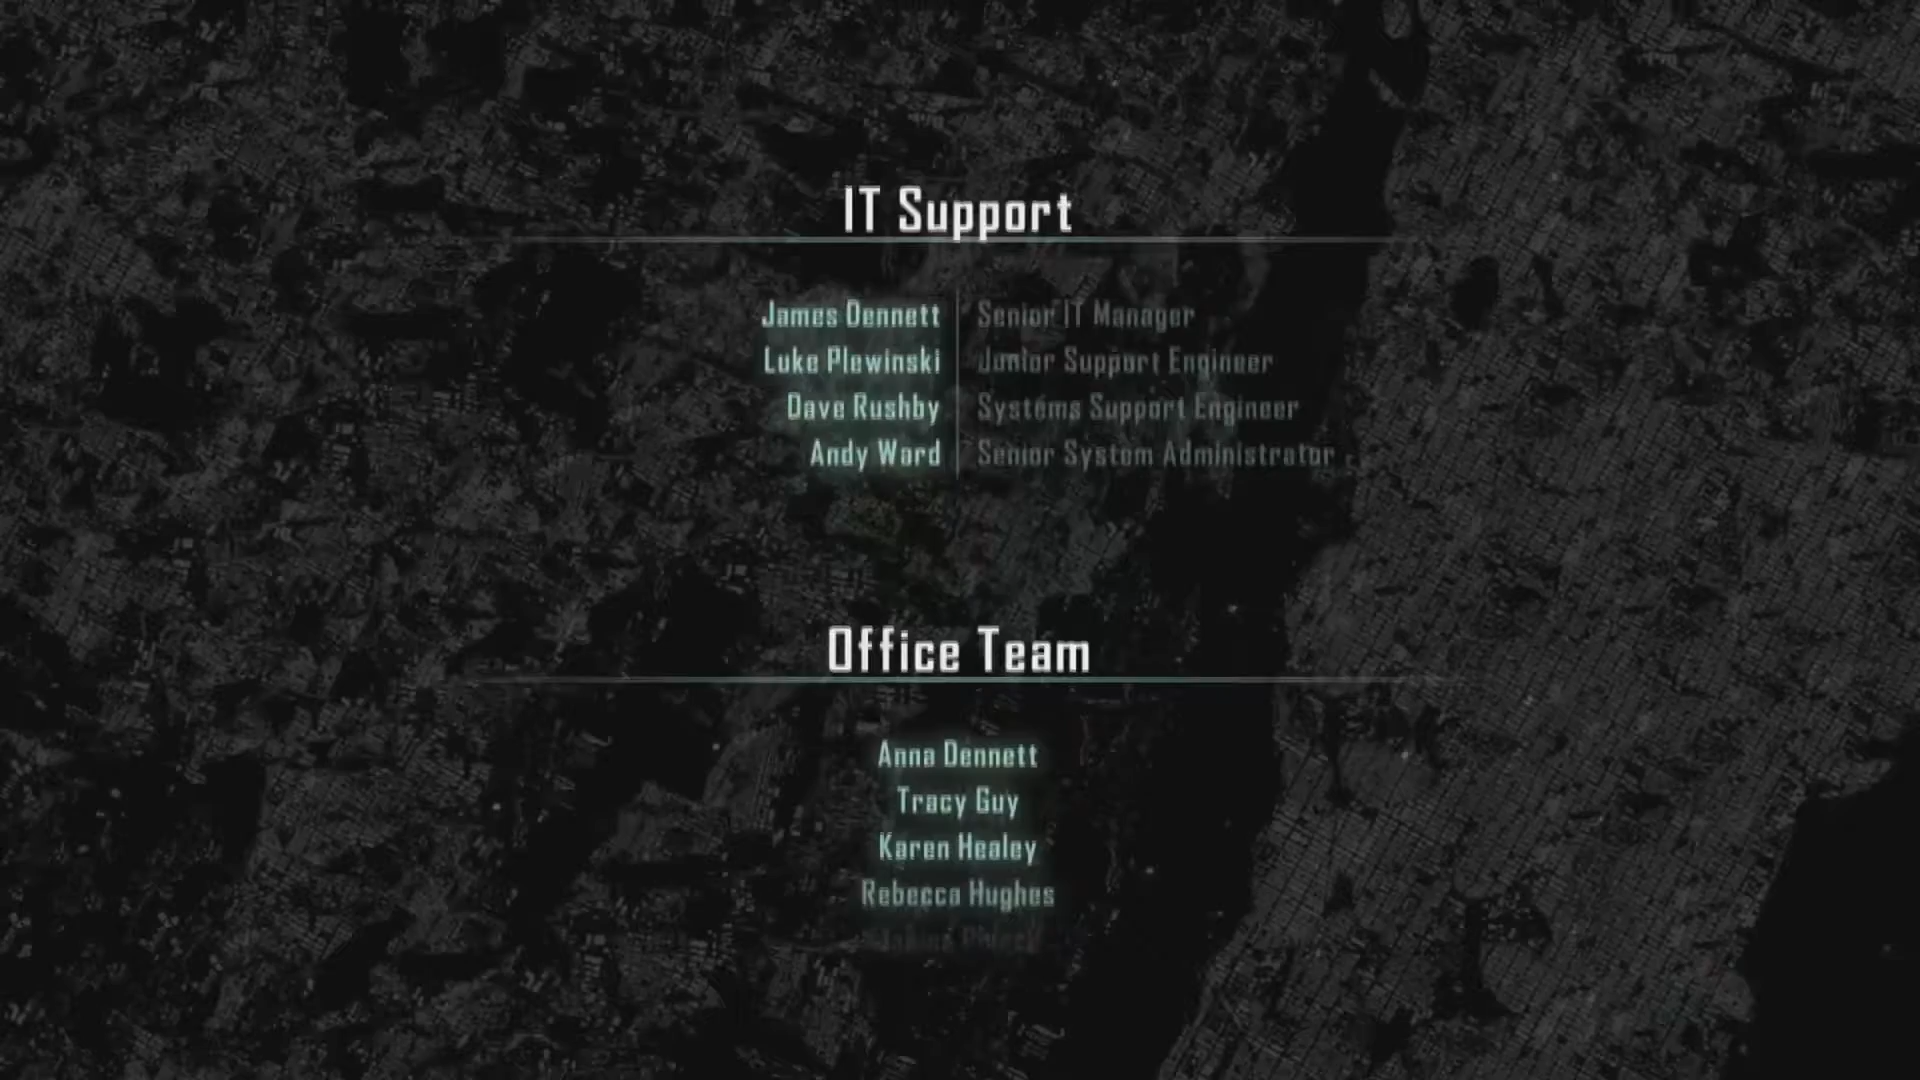 IT Support
James Dennett Senior IT Manager
Luke Plewinski Junior Support Engineer
Dave Rushby Systems Support Engineer
Andy Ward Senior System Administrator
Office Team
Anna Dennett
Tracy Guy
Karen Healey
Rebecca Hughes